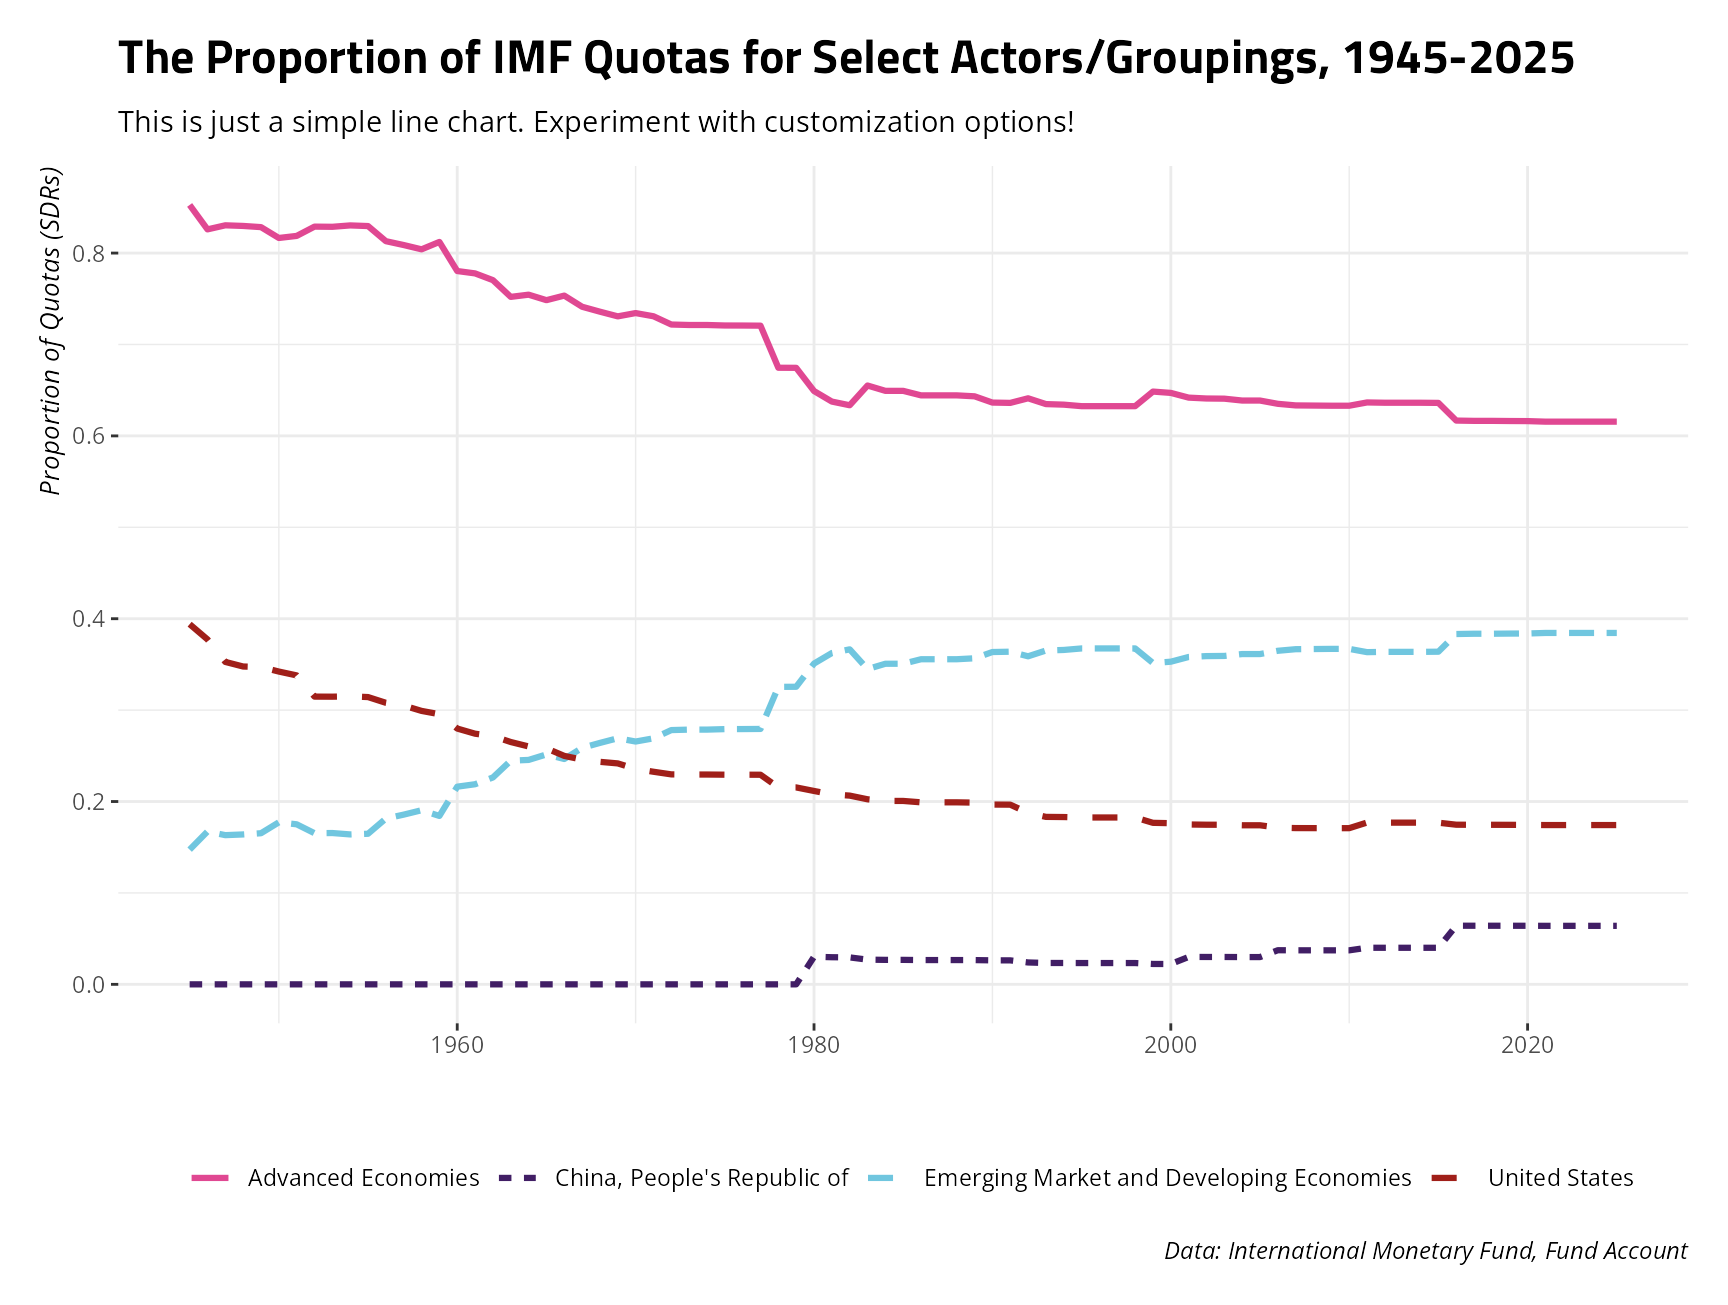 The Proportion of IMF Quotas for Select Actors/Groupings, 1945-2025
This is just a simple line chart. Experiment with customization options!
Proportion of Quotas (SDRs)
0.8
0.6
0.4
0.2
0.0
1960 1980 2000 2020
Advanced Economies China, People's Republic of Emerging Market and Developing Economies United States
Data: International Monetary Fund, Fund Account